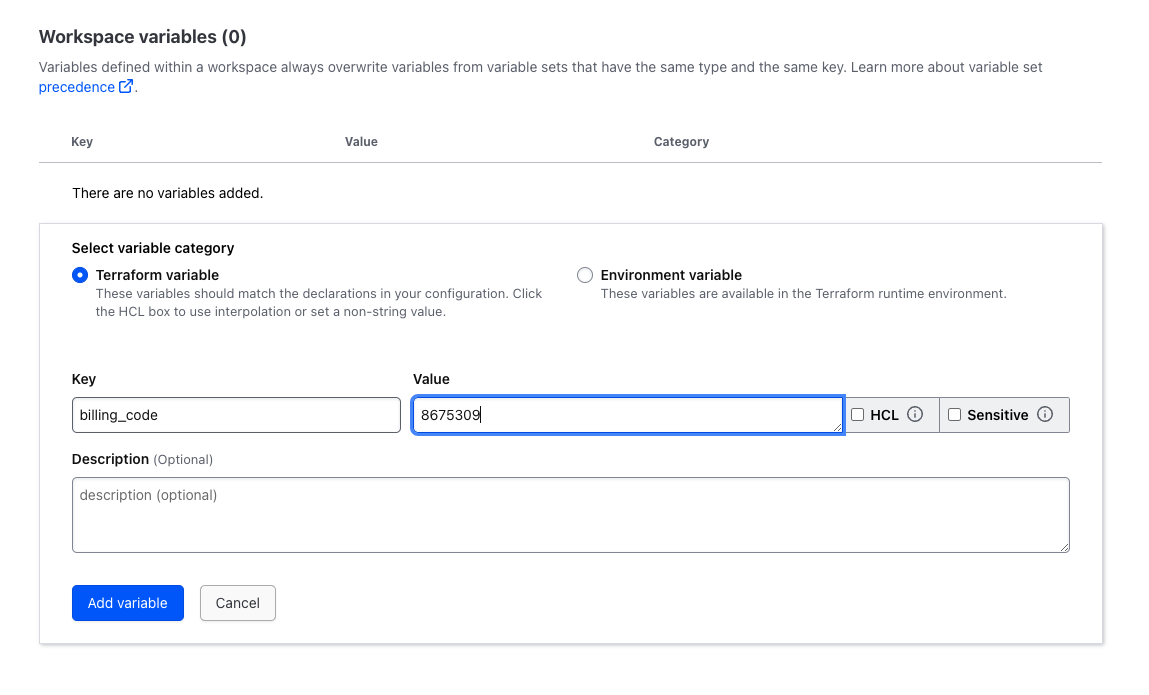 Workspace variables (0)
Variables defined within a workspace always overwrite variables from variable sets that have the same type and the same key. Learn more about variable set
precedence.
Key Value Category
There are no variables added.
Select variable category
Terraform variable
These variables should match the declarations in your configuration. Click
the HCL box to use interpolation or set a non-string value.
Environment variable
These variables are available in the Terraform runtime environment.
Key
billing_code
Value
8675309
HCL
Sensitive
Description (Optional)
description (optional)
Add variable
Cancel